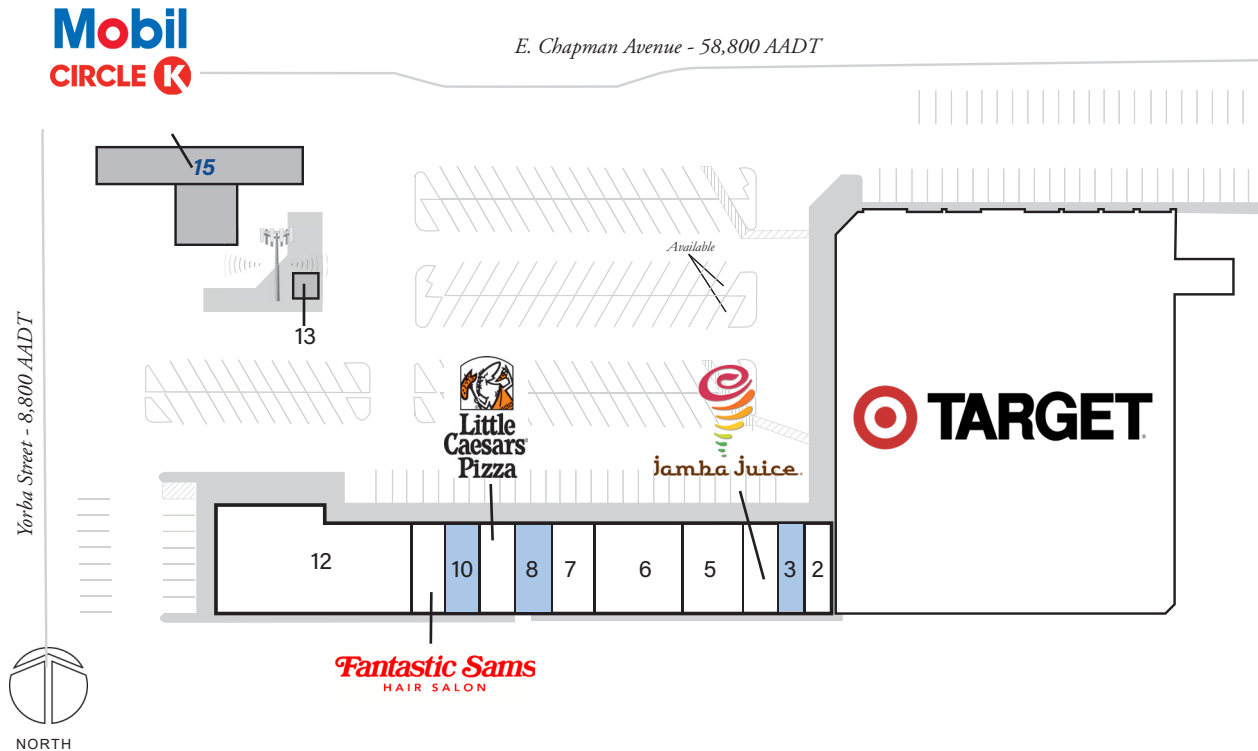 Mobil
CIRCLE K
E. Chapman Avenue - 58,800 AADT
15
Available
13
Yorba Street - 8,800 AADT
Little
Caesars
Pizza
Jamba Juice
TARGET
12
10
8
7
6
5
3
2
Fantastic Sams
HAIR SALON
NORTH